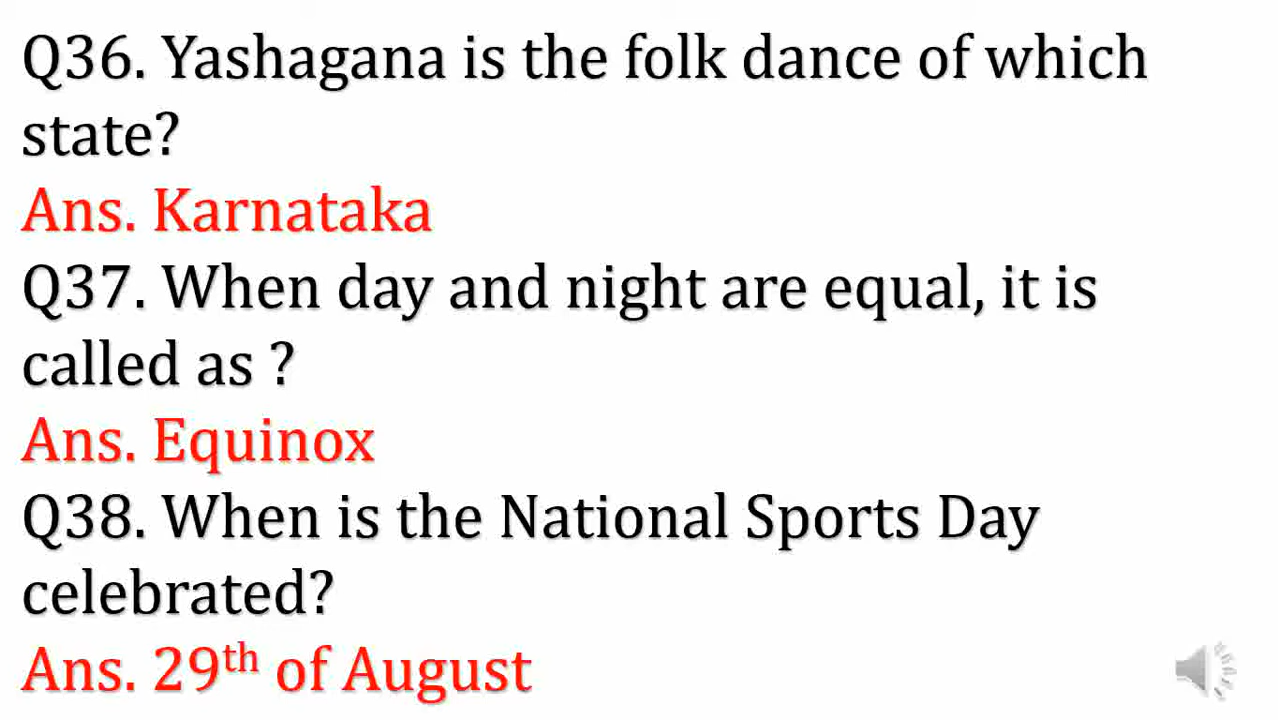 Q36. Yashagana is the folk dance of which
state?
Ans. Karnataka
Q37. When day and night are equal, it is
called as ?
Ans. Equinox
Q38. When is the National Sports Day
celebrated?
Ans. 29th of August